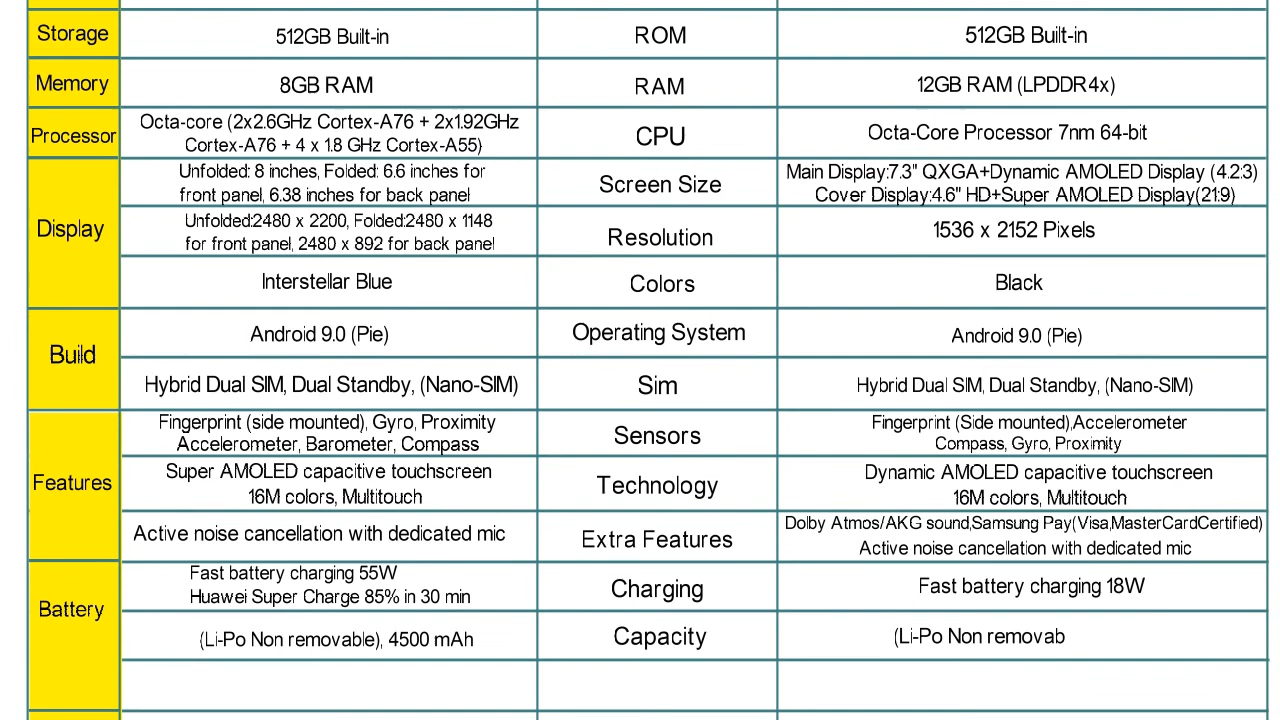 Storage 512GB Built-in ROM 512GB Built-in
Memory 8GB RAM RAM 12GB RAM (LPDDR4x)
Processor Octa-core (2x2.6GHz Cortex-A76 + 2x1.92GHz
Cortex-A76 + 4 x 1.8 GHz Cortex-A55) CPU Octa-Core Processor 7nm 64-bit
Display
Unfolded: 8 inches, Folded: 6.6 inches for
front panel, 6.38 inches for back panel
Screen Size
Main Display:7.3" QXGA+Dynamic AMOLED Display (4.2:3)
Cover Display:4.6" HD+Super AMOLED Display(21:9)
Unfolded:2480 x 2200, Folded:2480 x 1148
for front panel, 2480 x 892 for back panel
Resolution
1536 x 2152 Pixels
Interstellar Blue Colors Black
Build
Android 9.0 (Pie) Operating System Android 9.0 (Pie)
Hybrid Dual SIM, Dual Standby, (Nano-SIM) Sim Hybrid Dual SIM, Dual Standby, (Nano-SIM)
Features
Fingerprint (side mounted), Gyro, Proximity
Accelerometer, Barometer, Compass
Sensors
Fingerprint (Side mounted),Accelerometer
Compass, Gyro, Proximity
Super AMOLED capacitive touchscreen
16M colors, Multitouch
Technology
Dynamic AMOLED capacitive touchscreen
16M colors, Multitouch
Active noise cancellation with dedicated mic
Extra Features
Dolby Atmos/AKG sound,Samsung Pay(Visa,MasterCardCertified)
Active noise cancellation with dedicated mic
Battery
Fast battery charging 55W
Huawei Super Charge 85% in 30 min
Charging
Fast battery charging 18W
(Li-Po Non removable), 4500 mAh Capacity (Li-Po Non removab